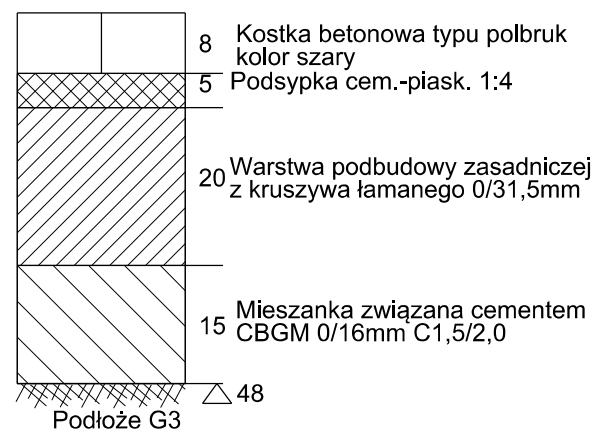 8 Kostka betonowa typu polbruk
kolor szary
5 Podsypka cem.-piask. 1:4
20 Warstwa podbudowy zasadniczej
z kruszywa łamanego 0/31,5mm
15 Mieszanka związana cementem
CBGM 0/16mm C1,5/2,0
48
Podłoże G3